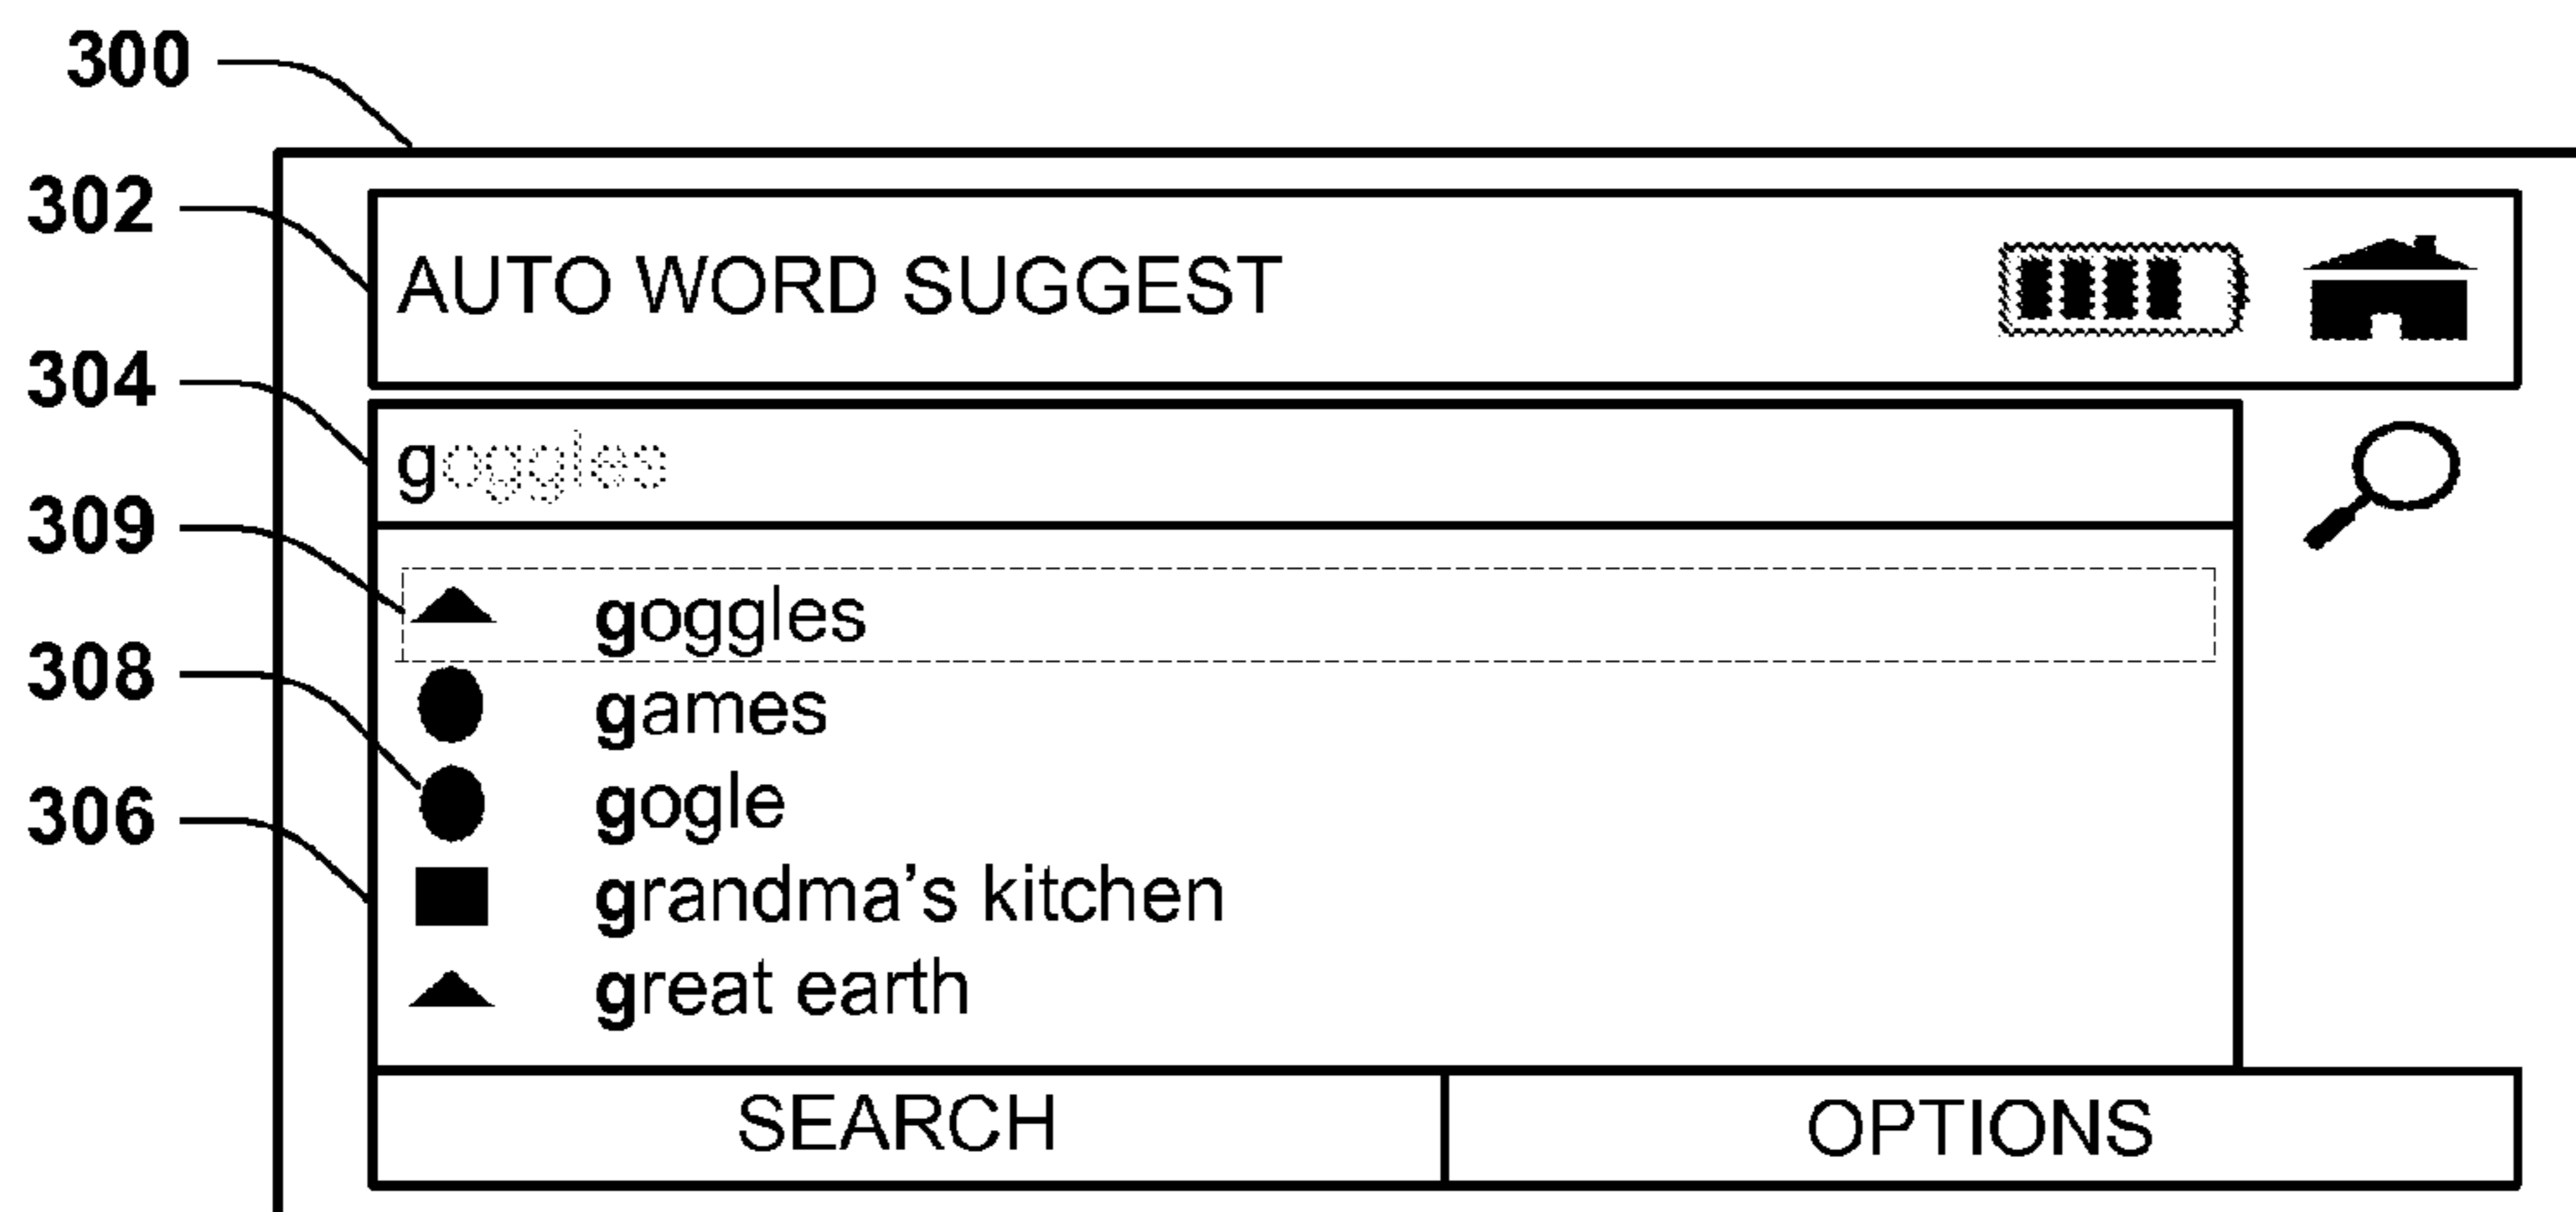 300
302
AUTO WORD SUGGEST
304
goggles
309
goggles
308
games
gogle
306
grandma’s kitchen
great earth
SEARCH OPTIONS